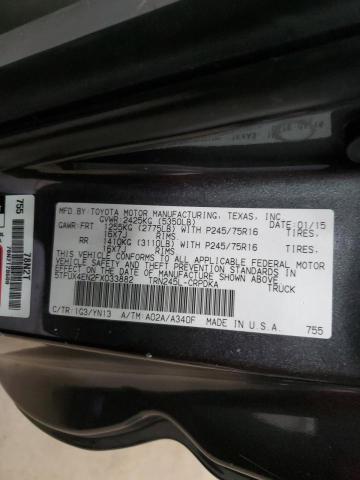 MFD BY: TOYOTA MOTOR MANUFACTURING, TEXAS, INC.
GVWR: 2425KG (5350LB) DATE: 01/15
GAWR: FRT 1255KG (2775LB) WITH P245/75R16 TIRES,
16X7J RIMS
RR 1410KG (3110LB) WITH P245/75R16 TIRES,
16X7J RIMS
THIS VEHICLE CONFORMS TO ALL APPLICABLE FEDERAL MOTOR
VEHICLE SAFETY AND THEFT PREVENTION STANDARDS IN
EFFECT ON THE DATE OF MANUFACTURE SHOWN ABOVE.
5TFUX4EN2FX033882 TRUCK
TRN245L-CRPDKA
C/TR: 1G3/YN13 A/TM: A02A/A340F MADE IN U.S.A. 755
755
78N27